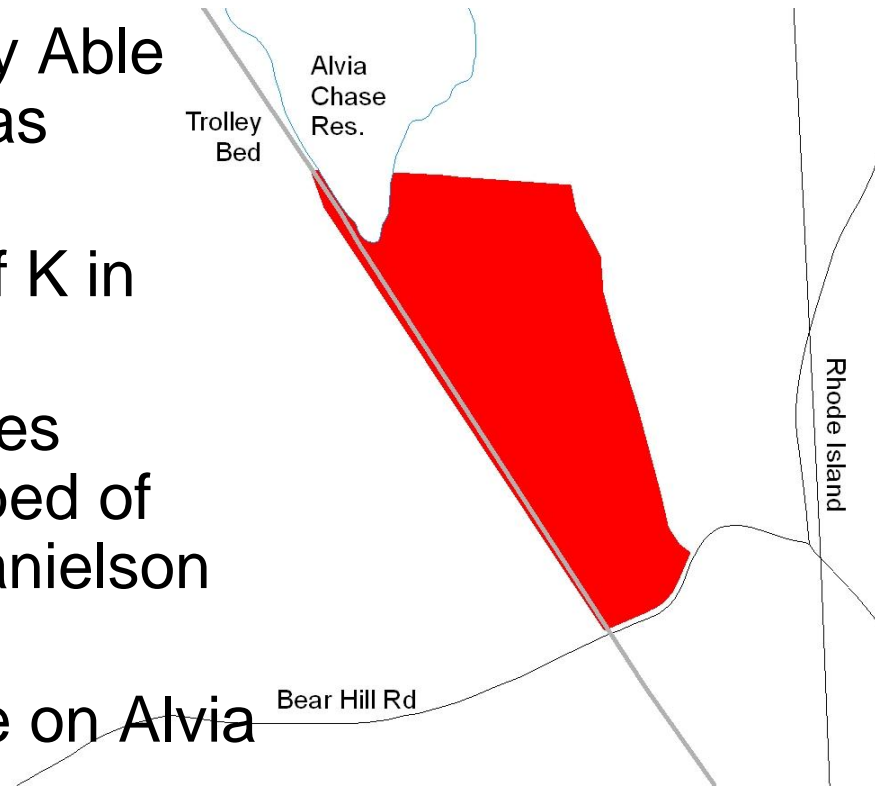 y Able
as
f K in
es
bed of
anielson
e on Alvia
Alvia
Chase
Res.
Trolley
Bed
Rhode Island
Bear Hill Rd